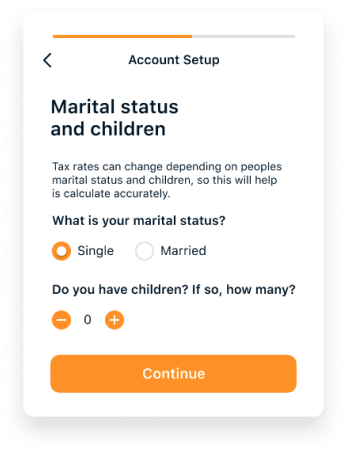 Account Setup
Marital status
and children
Tax rates can change depending on peoples
marital status and children, so this will help
is calculate accurately.
What is your marital status?
Single Married
Do you have children? If so, how many?
0
Continue